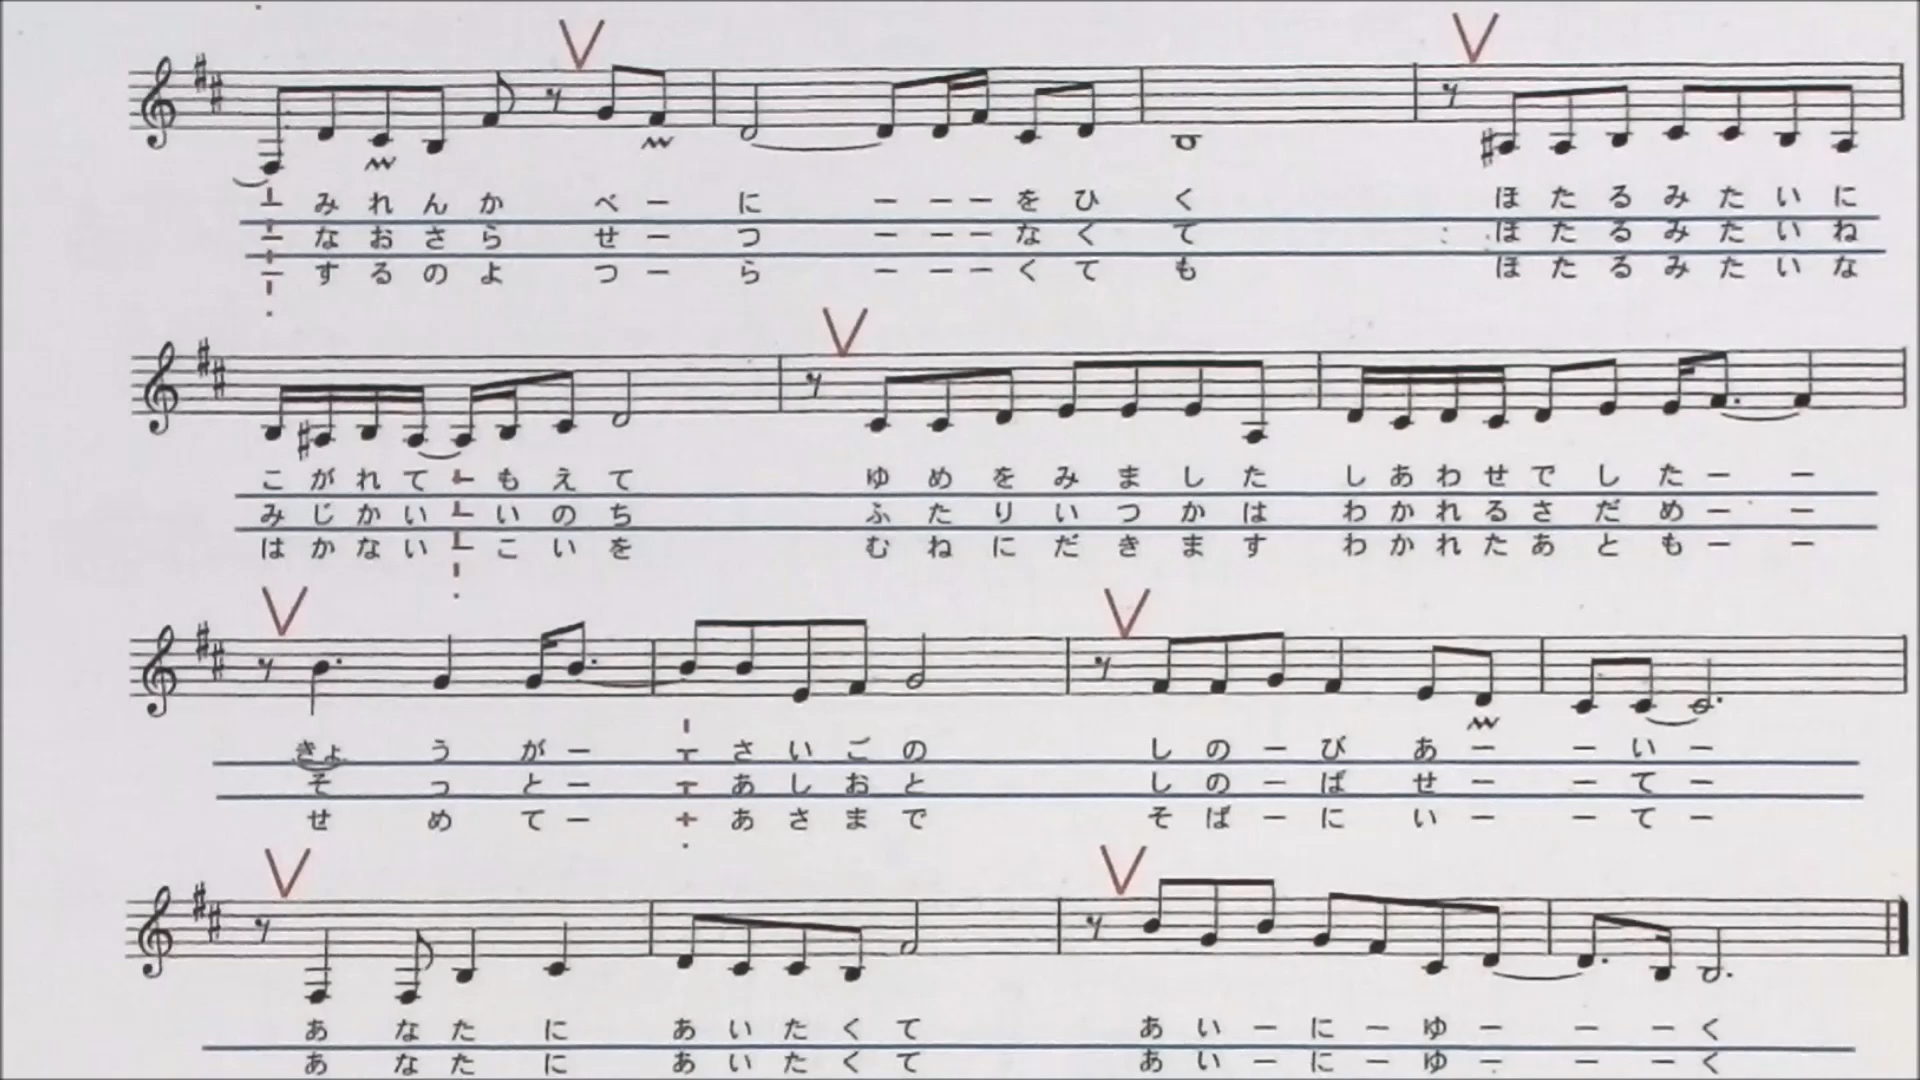 ー みれんか べー に ーーーをひ く ほたるみたいに
ー なおさら せー つ ーーーなく て ほたるみたいね
ー するのよ つー ら ーーーくて も ほたるみたいな
こがれてーもえて ゆめをみました しあわせでしたーー
みじかいーいのち ふたりいつかは わかれるさだめーー
はかないーこいを むねにだきます わかれたあともーー
きょ うがー ーさいごの しのーびあー ーいー
そ っとー ーあしおと しのーばせー ーてー
せ めてー ーあさまで そばーにいー ーてー
あ なた に あいたくて あいーにーゆー ーーく
あ なた に あいたくて あいーにーゆー ーーく